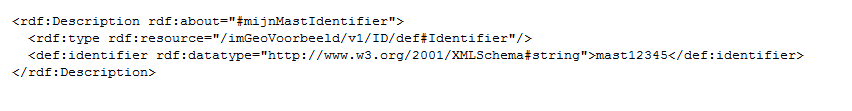 <rdf:Description rdf:about="#mijnMastIdentifier">
  <rdf:type rdf:resource="/imGeoVoorbeeld/v1/ID/def#Identifier"/>
  <def:identifier rdf:datatype="http://www.w3.org/2001/XMLSchema#string">mast12345</def:identifier>
</rdf:Description>